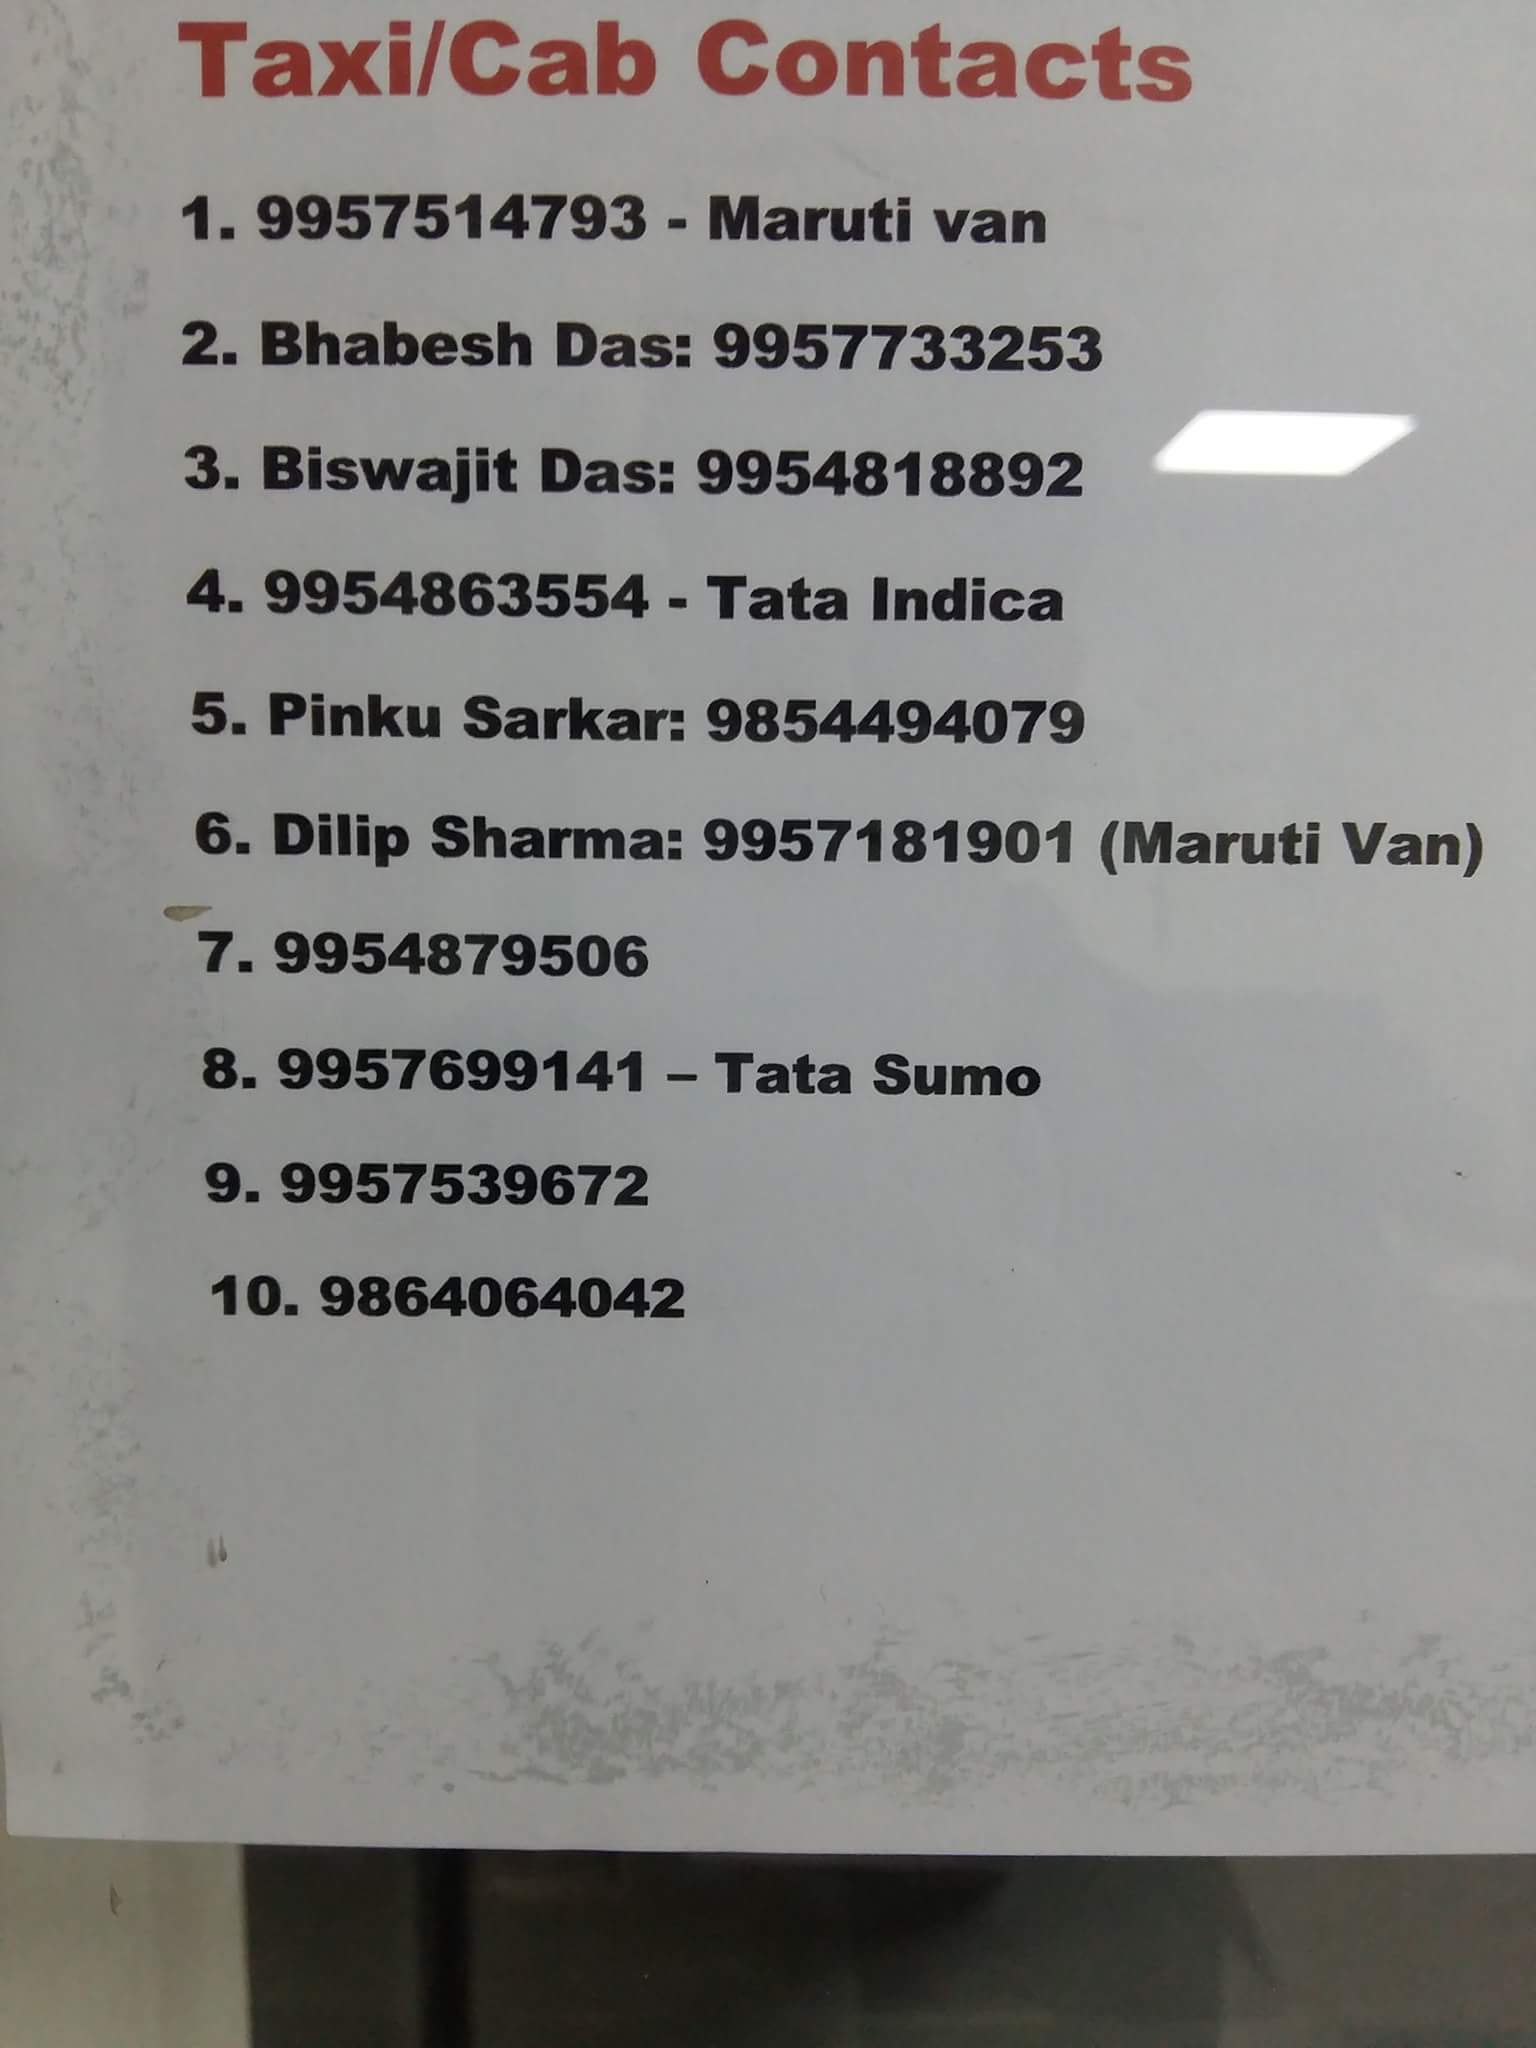 Taxi/Cab Contacts
1. 9957514793 - Maruti van
2. Bhabesh Das: 9957733253
3. Biswajit Das: 9954818892
4. 9954863554 - Tata Indica
5. Pinku Sarkar: 9854494079
6. Dilip Sharma: 9957181901 (Maruti Van)
7. 9954879506
8. 9957699141 – Tata Sumo
9. 9957539672
10. 9864064042